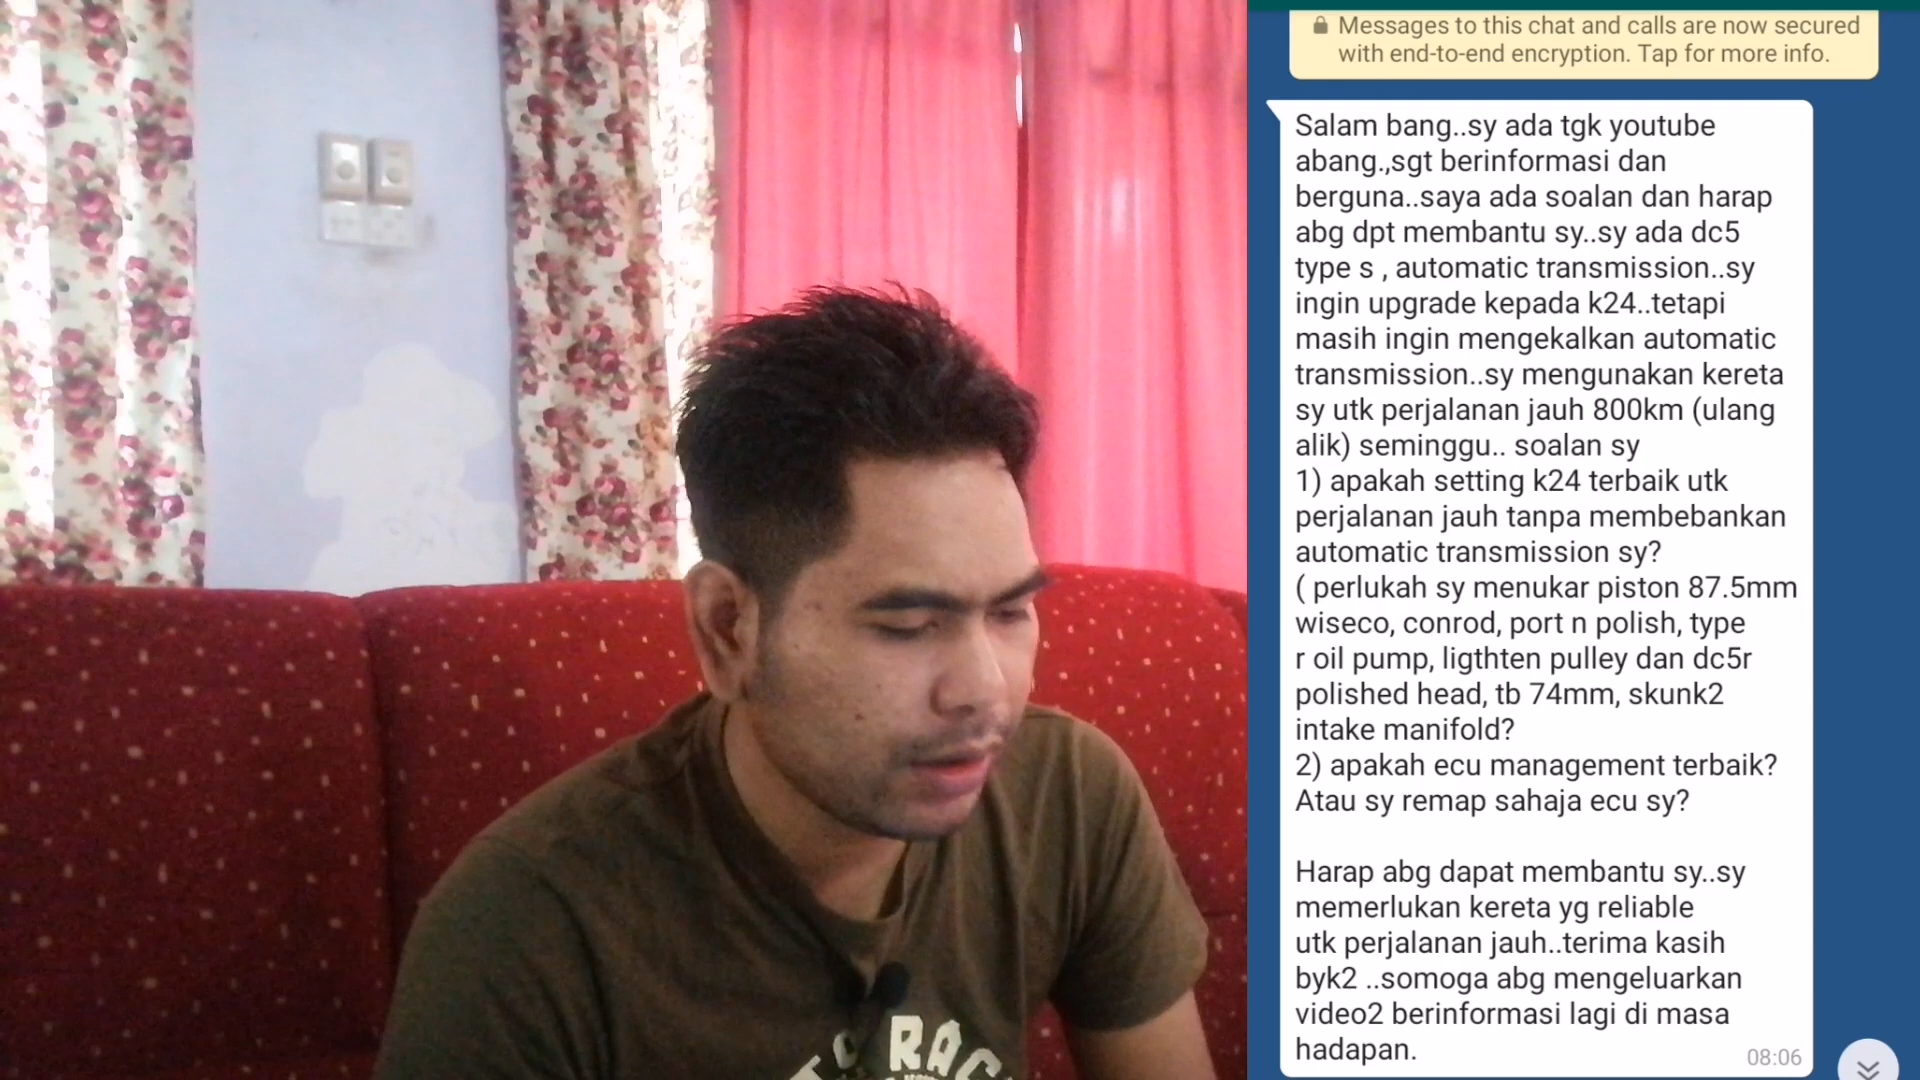 Messages to this chat and calls are now secured
with end-to-end encryption. Tap for more info.
Salam bang..sy ada tgk youtube
abang.,sgt berinformasi dan
berguna..saya ada soalan dan harap
abg dpt membantu sy..sy ada dc5
type s , automatic transmission..sy
ingin upgrade kepada k24..tetapi
masih ingin mengekalkan automatic
transmission..sy mengunakan kereta
sy utk perjalanan jauh 800km (ulang
alik) seminggu.. soalan sy
1) apakah setting k24 terbaik utk
perjalanan jauh tanpa membebankan
automatic transmission sy?
( perlukah sy menukar piston 87.5mm
wiseco, conrod, port n polish, type
r oil pump, ligthten pulley dan dc5r
polished head, tb 74mm, skunk2
intake manifold?
2) apakah ecu management terbaik?
Atau sy remap sahaja ecu sy?
Harap abg dapat membantu sy..sy
memerlukan kereta yg reliable
utk perjalanan jauh..terima kasih
byk2 ..somoga abg mengeluarkan
video2 berinformasi lagi di masa
hadapan.
08:06